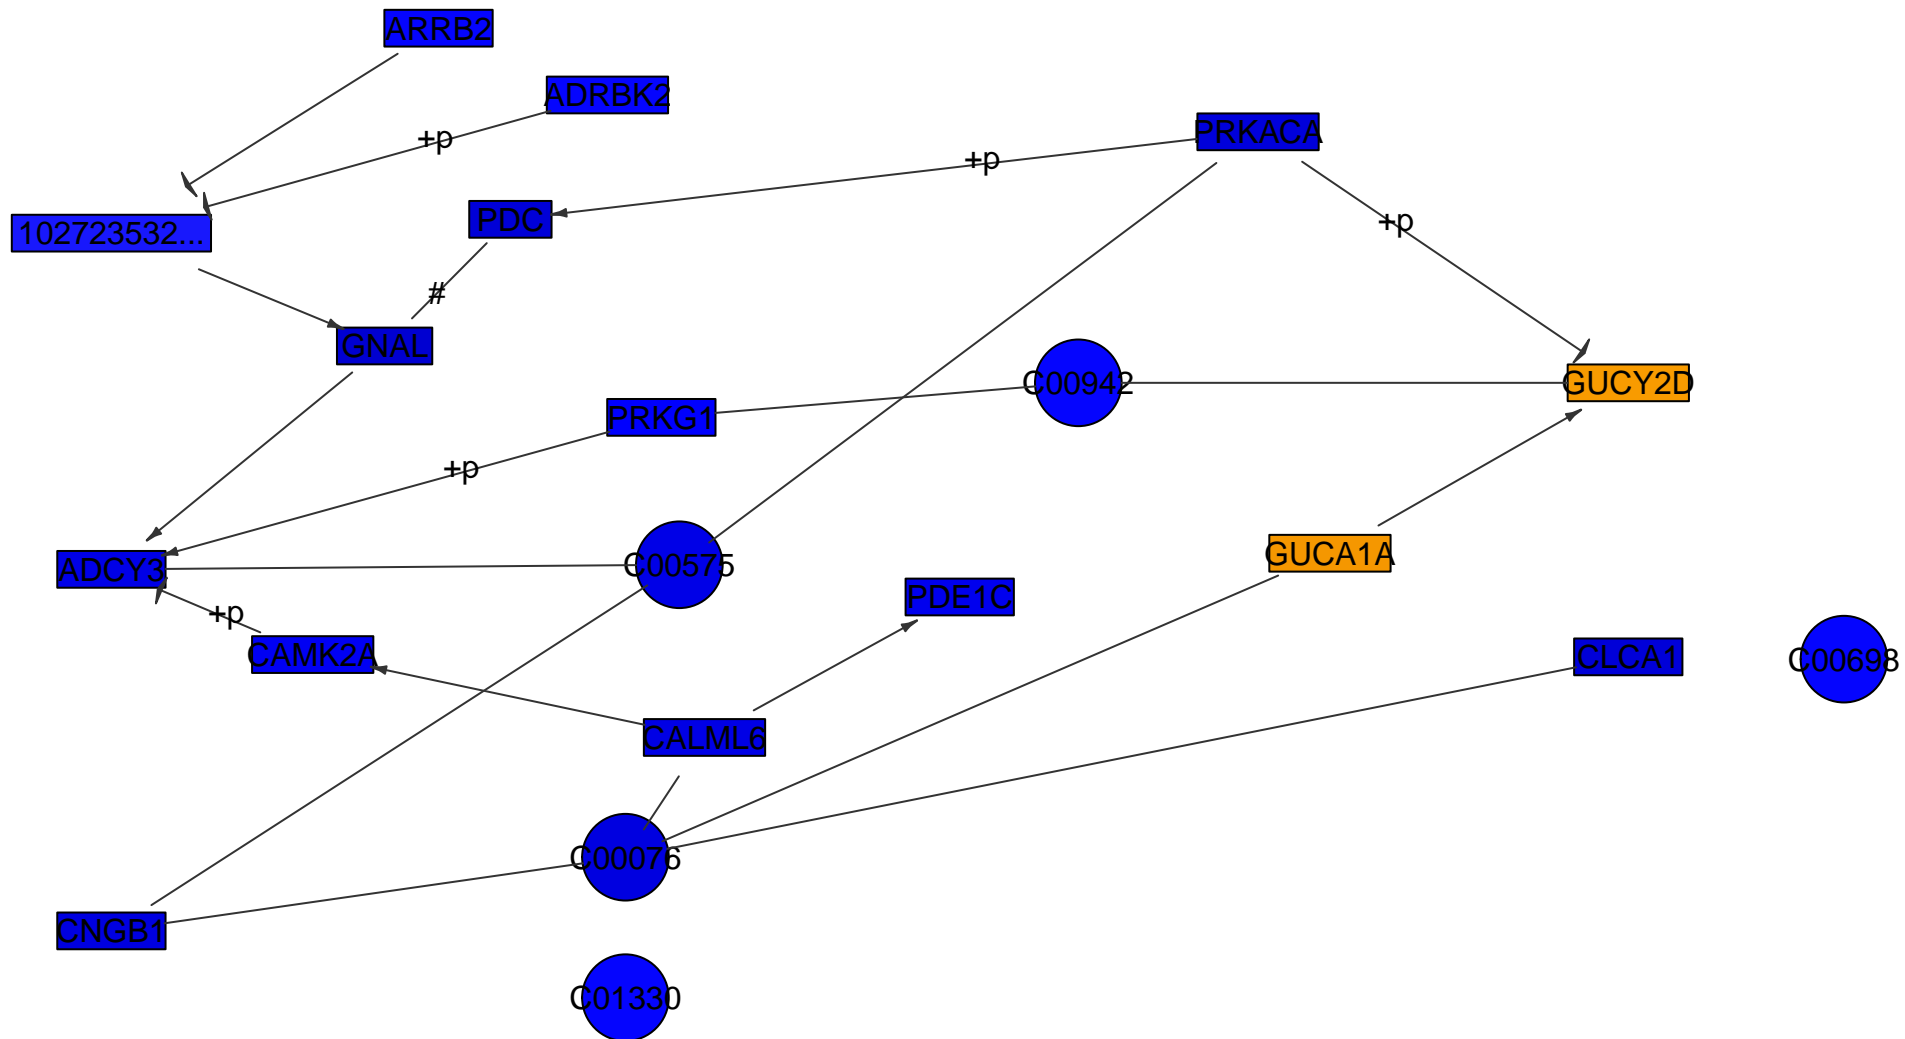 ARRB2
ADRBK2
PRKACA
+p
+p
102723532...
PDC
+p
#
GNAL
C00942
GUCY2D
PRKG1
+p
ADCY3
C00575
GUCA1A
PDE1C
+p
CAMK2A
CLCA1
C00698
CALML6
C00076
CNGB1
C01330